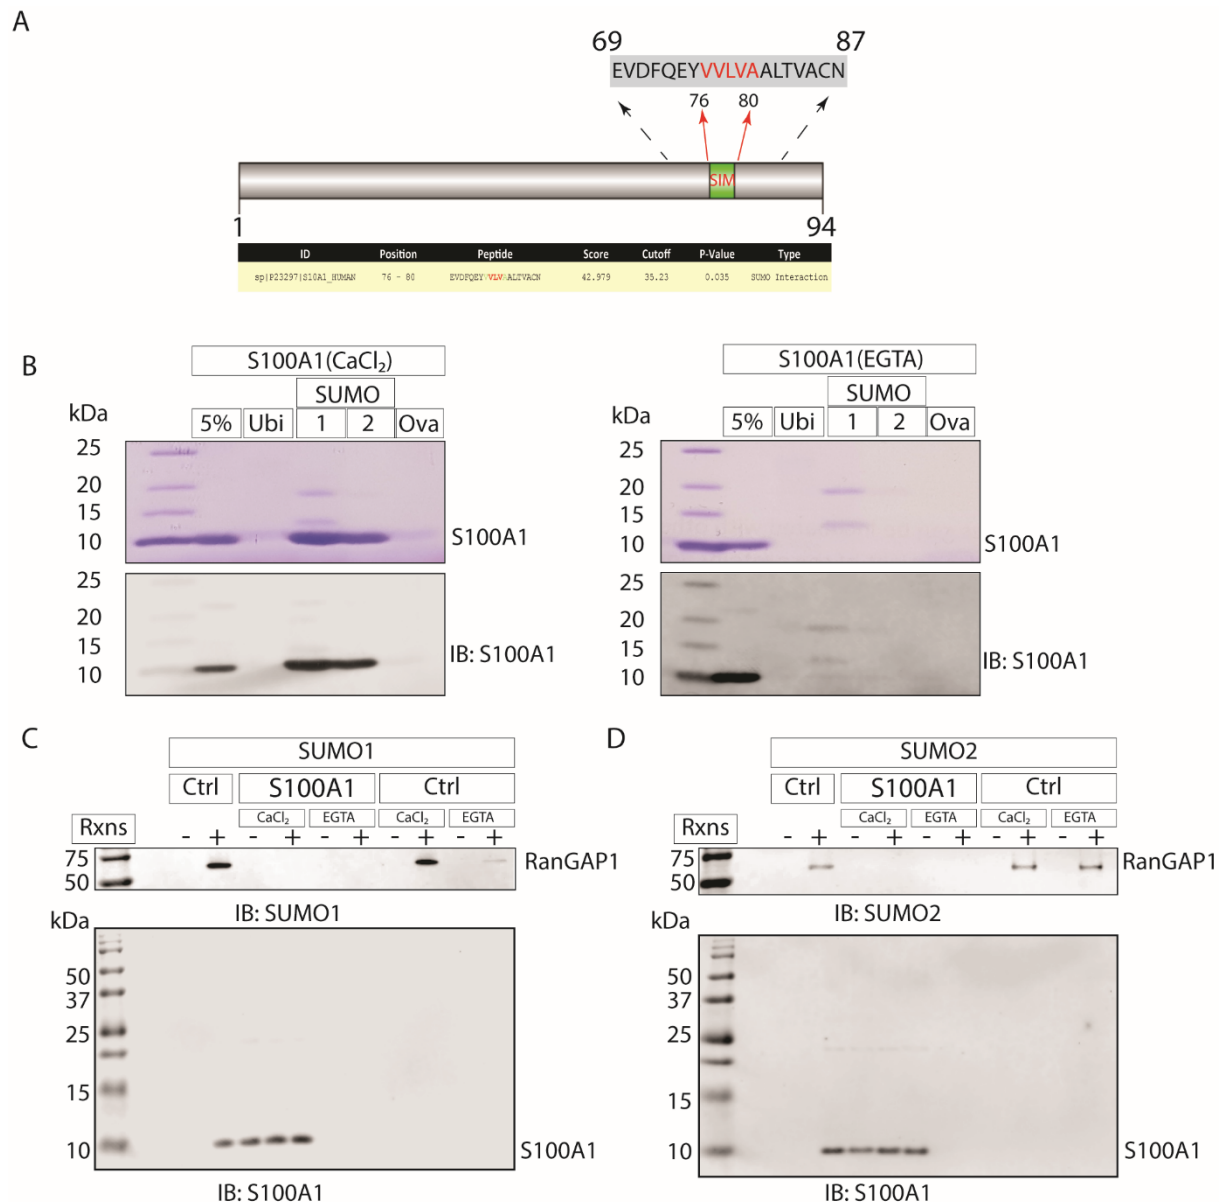 A
69 87
EVDFQEYVVLVAALTVACN
76 80
SIM
1 94
ID Position Peptide Score Cutoff P-Value Type
sp|P23297|S10A1_HUMAN 76 - 80 EVDFQEYVVLVAALTVACN 42.979 35.23 0.035 SUMO Interaction
B
S100A1(CaCl₂)
SUMO
kDa 5% Ubi 1 2 Ova
25
20
15
10 S100A1
25
20
15
10 IB: S100A1
S100A1(EGTA)
SUMO
kDa 5% Ubi 1 2 Ova
25
20
15
10 S100A1
25
20
15
10 IB: S100A1
C
SUMO1
Ctrl S100A1 Ctrl
CaCl₂ EGTA CaCl₂ EGTA
Rxns - + - + - + - + - +
75
50 RanGAP1
IB: SUMO1
kDa
50
37
25
15
10 S100A1
IB: S100A1
D
SUMO2
Ctrl S100A1 Ctrl
CaCl₂ EGTA CaCl₂ EGTA
Rxns - + - + - + - + - +
75
50 RanGAP1
IB: SUMO2
kDa
50
37
25
15
10 S100A1
IB: S100A1